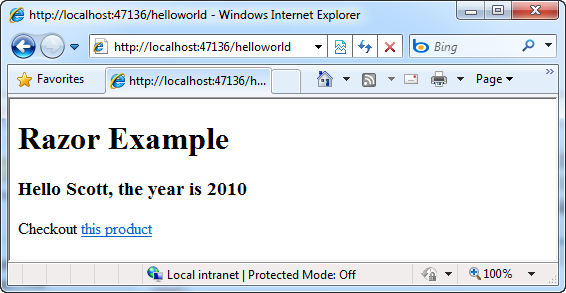 http://localhost:47136/helloworld - Windows Internet Explorer
http://localhost:47136/helloworld
Bing
Favorites
http://localhost:47136/h...
Page
Razor Example
Hello Scott, the year is 2010
Checkout this product
Local intranet | Protected Mode: Off
100%